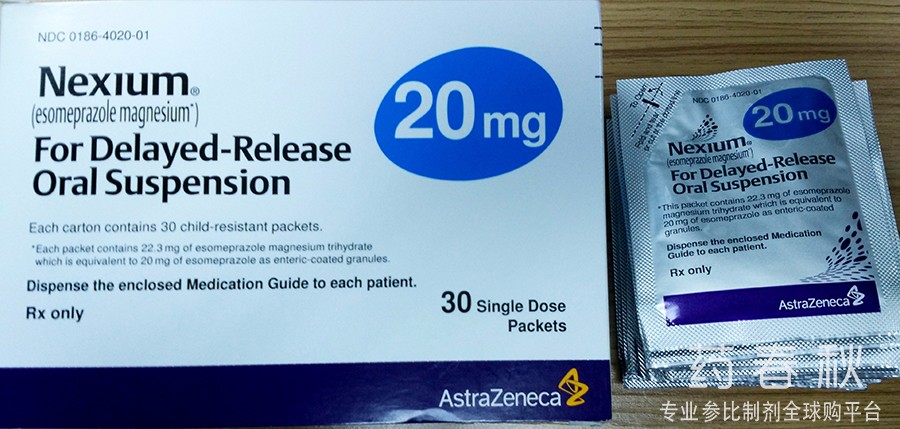 NDC 0186-4020-01
Nexium®
(esomeprazole magnesium*)
20 mg
For Delayed-Release
Oral Suspension
Each carton contains 30 child-resistant packets.
*Each packet contains 22.3 mg of esomeprazole magnesium trihydrate
which is equivalent to 20 mg of esomeprazole as enteric-coated granules.
Dispense the enclosed Medication Guide to each patient.
Rx only
30 Single Dose
Packets
AstraZeneca
NDC 0186-4020-01
20 mg
Nexium®
(esomeprazole magnesium*)
For Delayed-Release
Oral Suspension
*This packet contains 22.3 mg of esomeprazole
magnesium trihydrate which is equivalent to
20 mg of esomeprazole as enteric-coated
granules.
Dispense the enclosed Medication
Guide to each patient.
Rx only
AstraZeneca
药春秋
专业参比制剂全球购平台